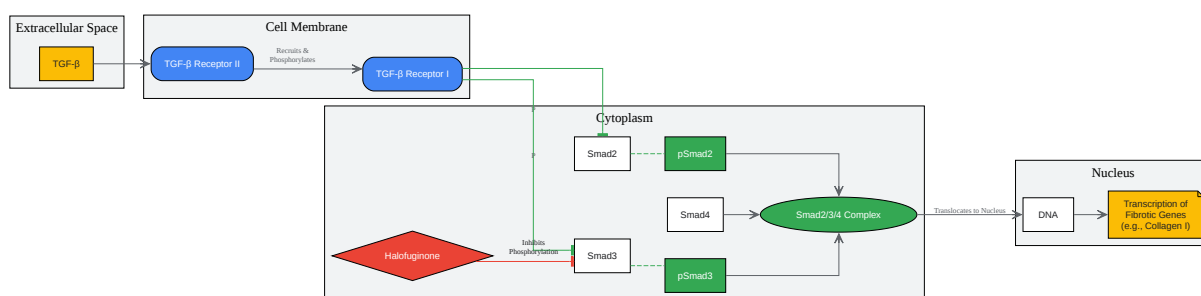 Extracellular Space
TGF-β
Cell Membrane
TGF-β Receptor II
Recruits &
Phosphorylates
TGF-β Receptor I
Cytoplasm
P
P
Smad2
pSmad2
Smad4
Smad2/3/4 Complex
Halofuginone
Inhibits
Phosphorylation
Smad3
pSmad3
Translocates to Nucleus
Nucleus
DNA
Transcription of
Fibrotic Genes
(e.g., Collagen I)